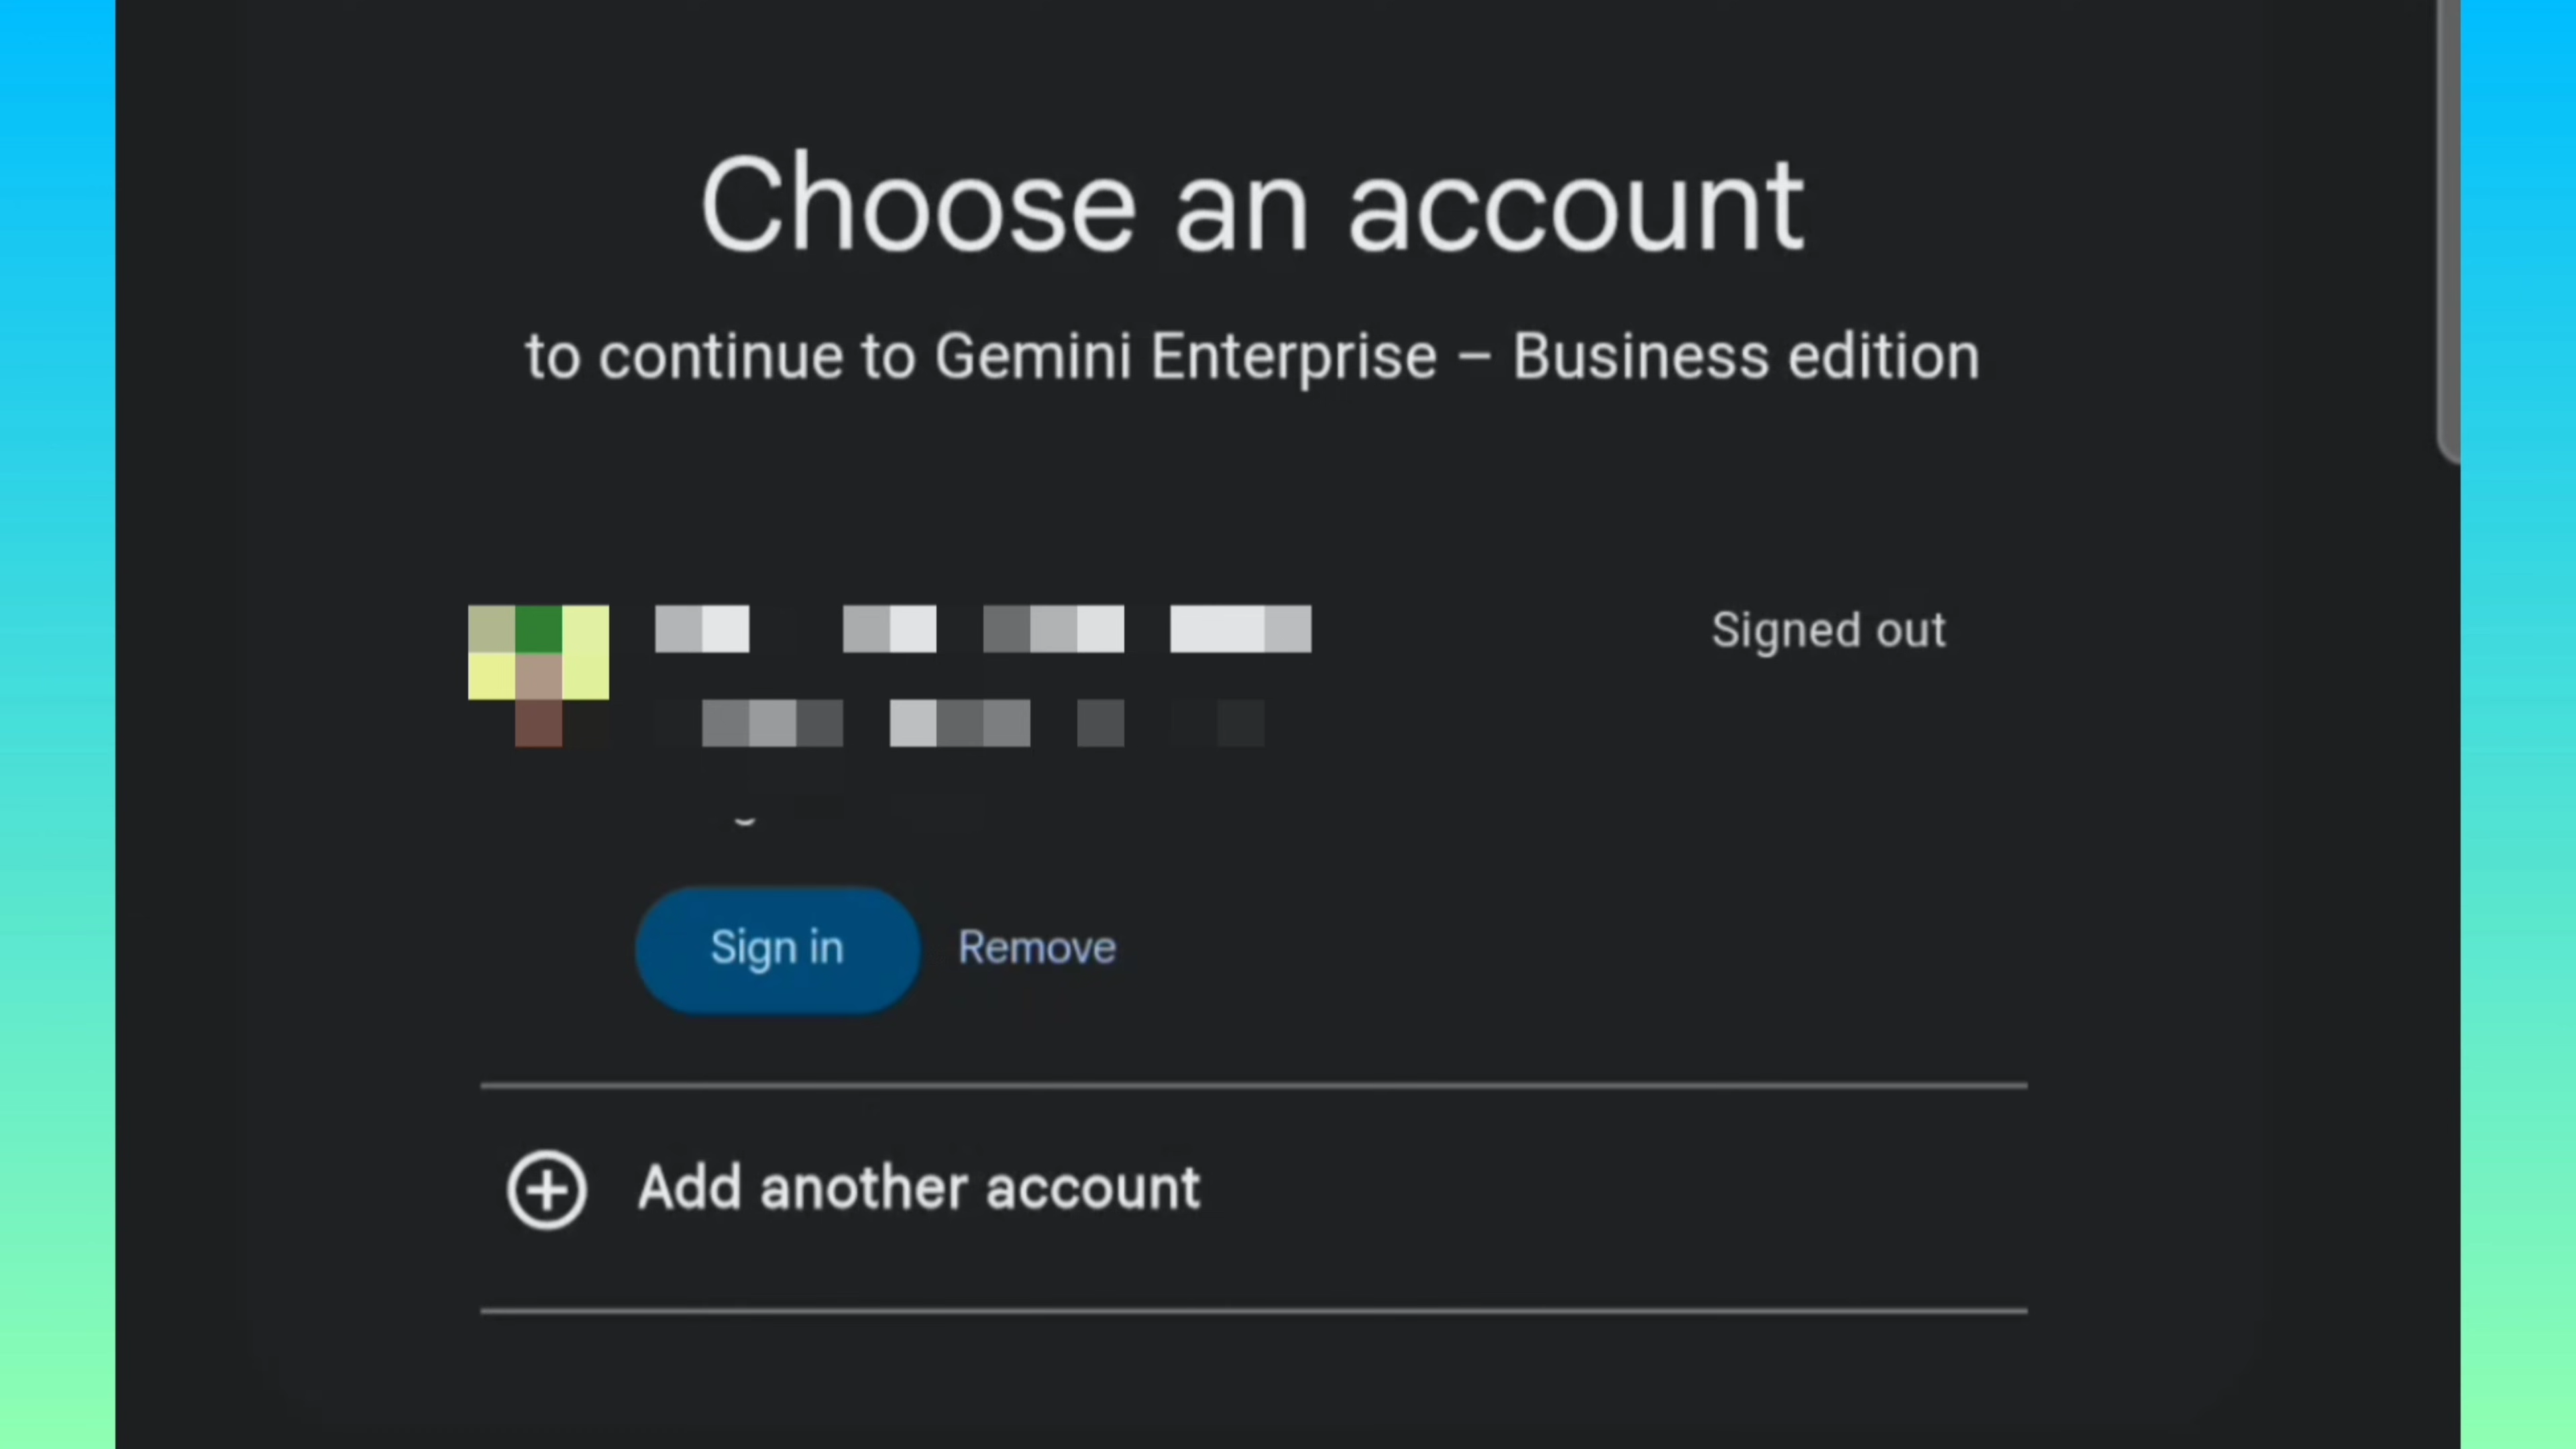 Choose an account
to continue to Gemini Enterprise – Business edition
Signed out
Sign in
Remove
Add another account